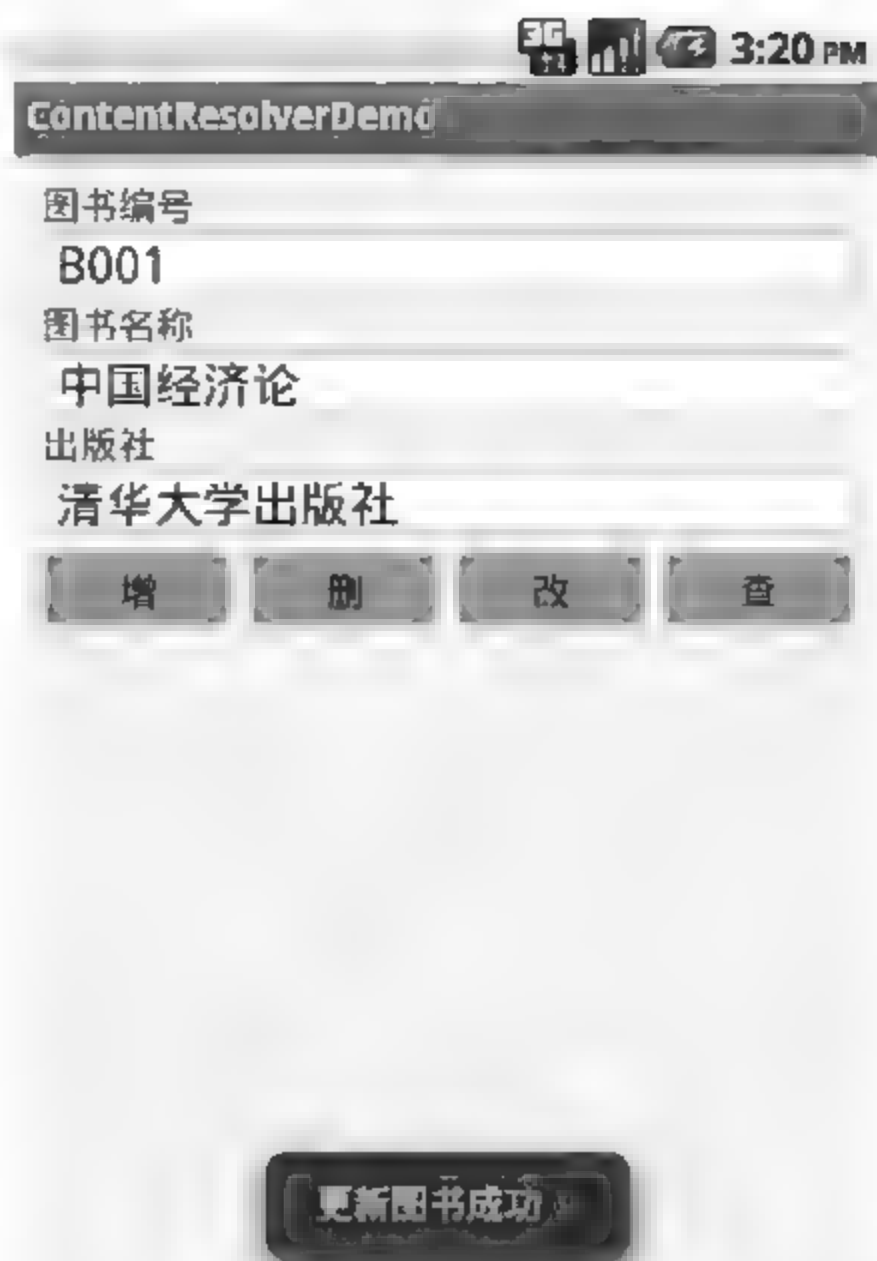 3G 3:20 PM
ContentResolverDemo
图书编号
B001
图书名称
中国经济论
出版社
清华大学出版社
增 删 改 查
更新图书成功